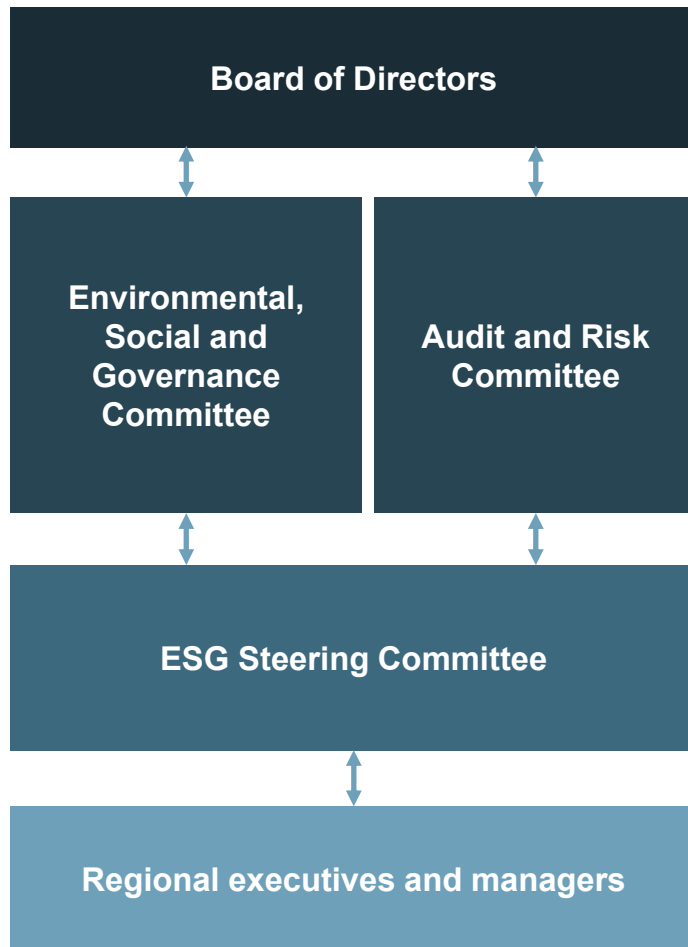 Board of Directors
Environmental,
Social and
Governance
Committee
Audit and Risk
Committee
ESG Steering Committee
Regional executives and managers